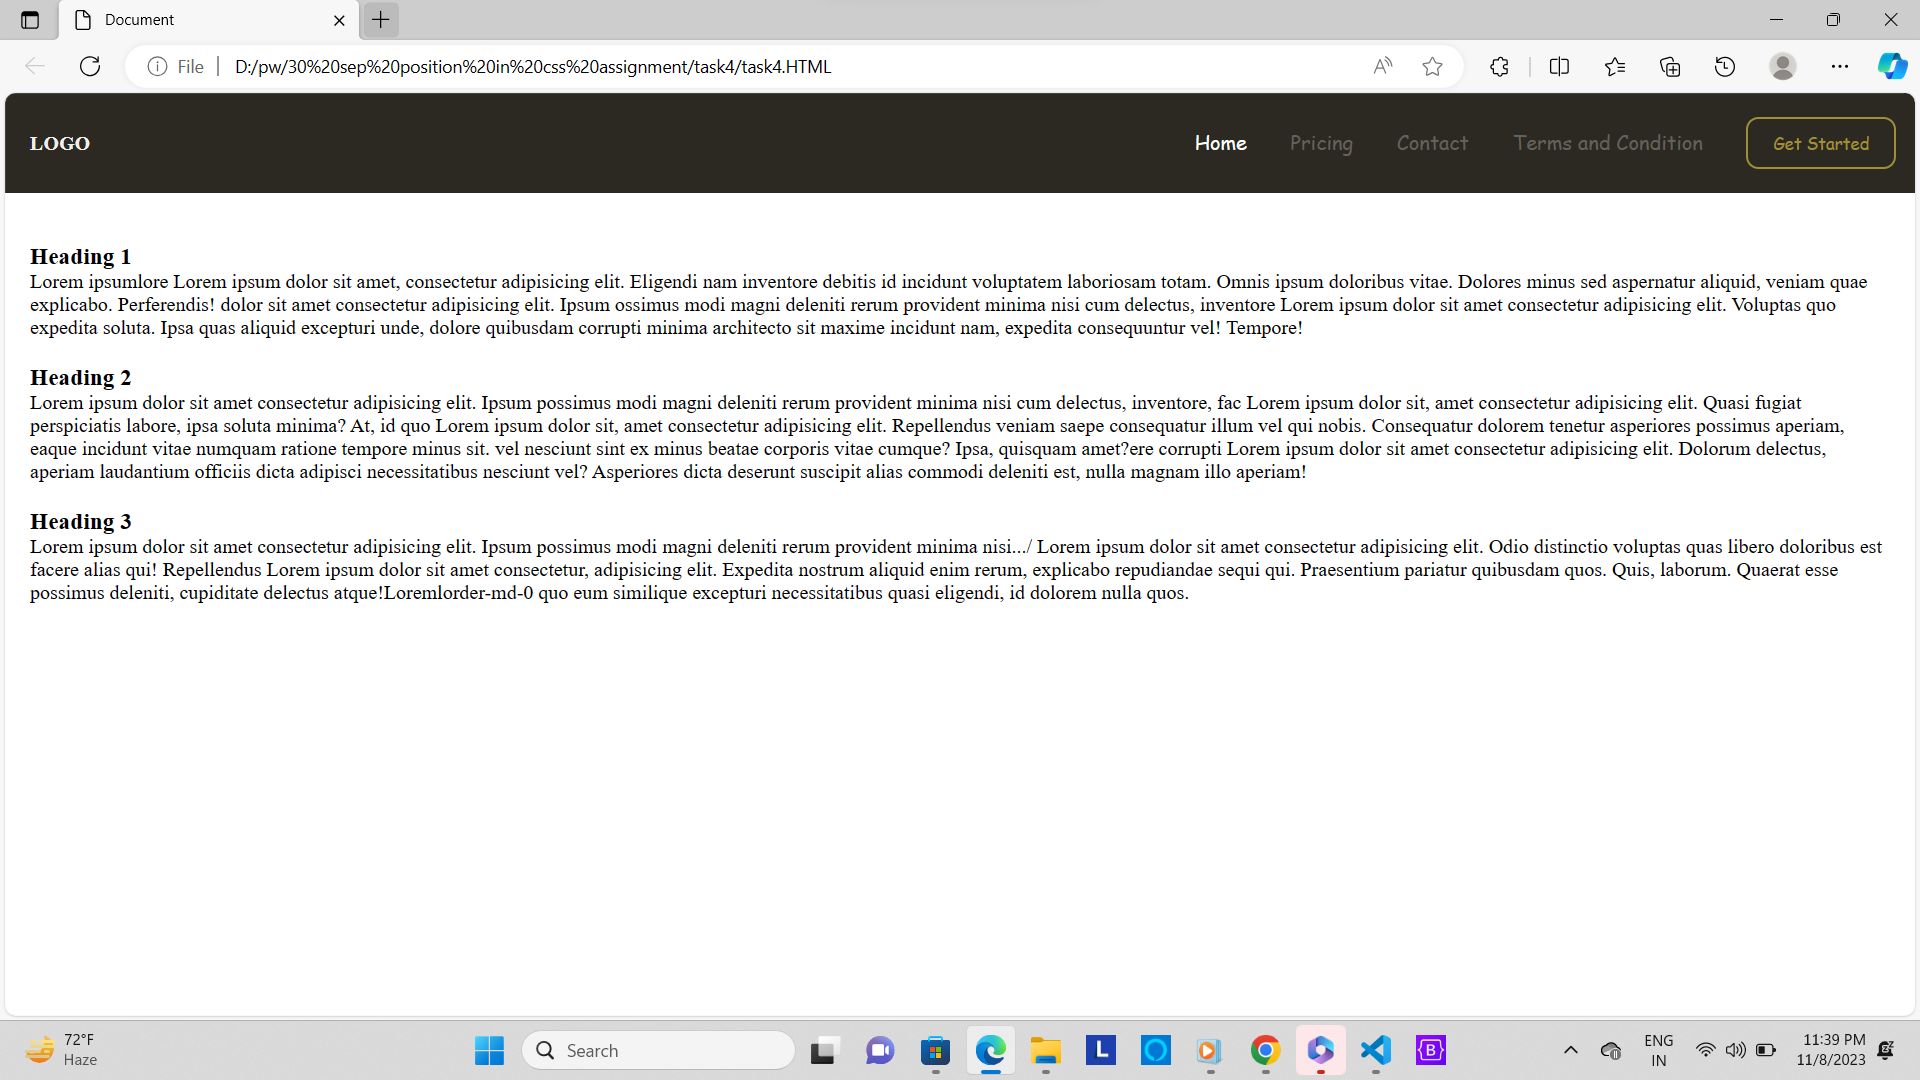 Document
File
D:/pw/30%20sep%20position%20in%20css%20assignment/task4/task4.HTML
LOGO
Home
Pricing
Contact
Terms and Condition
Get Started
Heading 1
Lorem ipsumlore Lorem ipsum dolor sit amet, consectetur adipisicing elit. Eligendi nam inventore debitis id incidunt voluptatem laboriosam totam. Omnis ipsum doloribus vitae. Dolores minus sed aspernatur aliquid, veniam quae
explicabo. Perferendis! dolor sit amet consectetur adipisicing elit. Ipsum ossimus modi magni deleniti rerum provident minima nisi cum delectus, inventore Lorem ipsum dolor sit amet consectetur adipisicing elit. Voluptas quo
expedita soluta. Ipsa quas aliquid excepturi unde, dolore quibusdam corrupti minima architecto sit maxime incidunt nam, expedita consequuntur vel! Tempore!
Heading 2
Lorem ipsum dolor sit amet consectetur adipisicing elit. Ipsum possimus modi magni deleniti rerum provident minima nisi cum delectus, inventore, fac Lorem ipsum dolor sit, amet consectetur adipisicing elit. Quasi fugiat
perspiciatis labore, ipsa soluta minima? At, id quo Lorem ipsum dolor sit, amet consectetur adipisicing elit. Repellendus veniam saepe consequatur illum vel qui nobis. Consequatur dolorem tenetur asperiores possimus aperiam,
eaque incidunt vitae numquam ratione tempore minus sit. vel nesciunt sint ex minus beatae corporis vitae cumque? Ipsa, quisquam amet?ere corrupti Lorem ipsum dolor sit amet consectetur adipisicing elit. Dolorum delectus,
aperiam laudantium officiis dicta adipisci necessitatibus nesciunt vel? Asperiores dicta deserunt suscipit alias commodi deleniti est, nulla magnam illo aperiam!
Heading 3
Lorem ipsum dolor sit amet consectetur adipisicing elit. Ipsum possimus modi magni deleniti rerum provident minima nisi.../ Lorem ipsum dolor sit amet consectetur adipisicing elit. Odio distinctio voluptas quas libero doloribus est
facere alias qui! Repellendus Lorem ipsum dolor sit amet consectetur, adipisicing elit. Expedita nostrum aliquid enim rerum, explicabo repudiandae sequi qui. Praesentium pariatur quibusdam quos. Quis, laborum. Quaerat esse
possimus deleniti, cupiditate delectus atque!Loremlorder-md-0 quo eum similique excepturi necessitatibus quasi eligendi, id dolorem nulla quos.
72°F
Haze
Search
L
B
ENG
IN
11:39 PM
11/8/2023